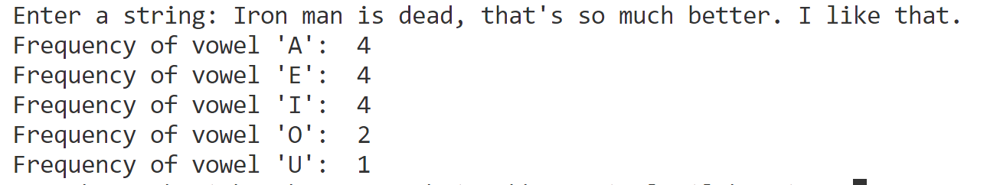 Enter a string: Iron man is dead, that's so much better. I like that.
Frequency of vowel 'A':  4
Frequency of vowel 'E':  4
Frequency of vowel 'I':  4
Frequency of vowel 'O':  2
Frequency of vowel 'U':  1